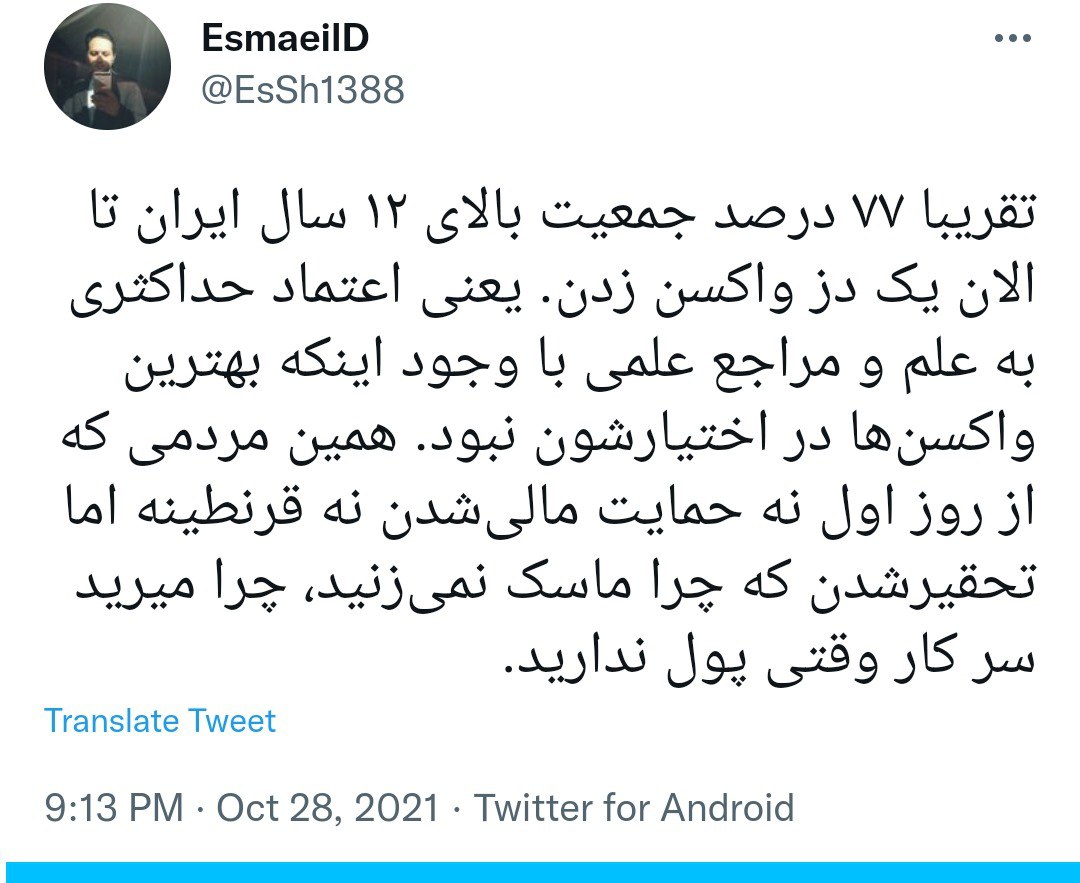 EsmaeilD
@EsSh1388
تقریبا ۷۷ درصد جمعیت بالای ۱۲ سال ایران تا
الان یک دز واکسن زدن. یعنی اعتماد حداکثری
به علم و مراجع علمی با وجود اینکه بهترین
واکسن‌ها در اختیارشون نبود. همین مردمی که
از روز اول نه حمایت مالی‌شدن نه قرنطینه اما
تحقیرشدن که چرا ماسک نمی‌زنید، چرا میرید
سر کار وقتی پول ندارید.
Translate Tweet
9:13 PM · Oct 28, 2021 · Twitter for Android